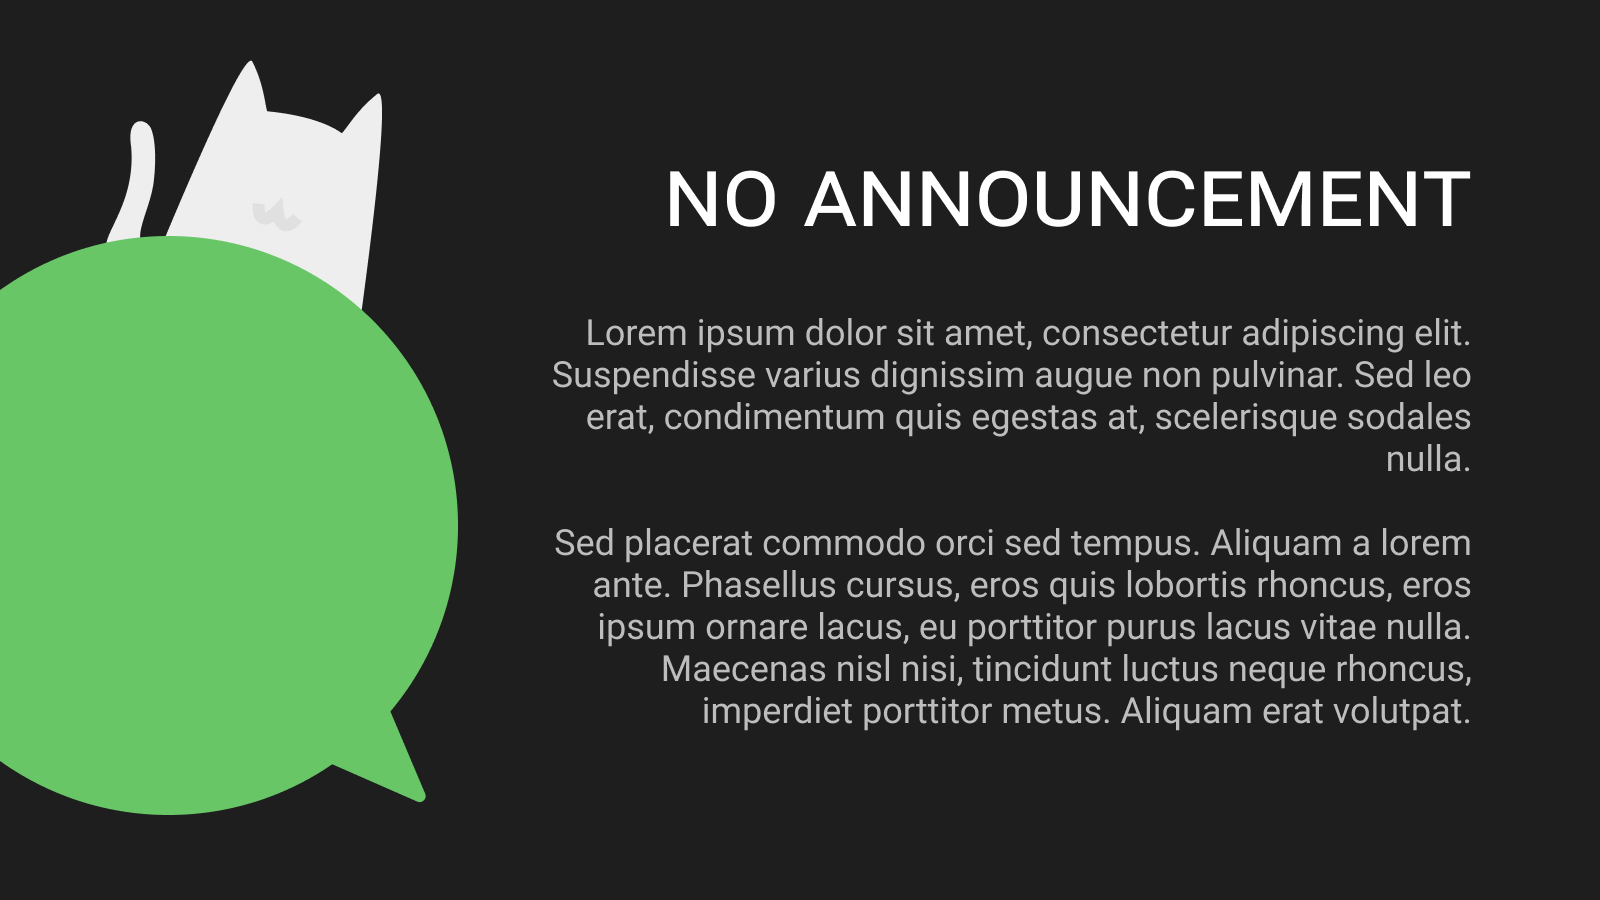 NO ANNOUNCEMENT
Lorem ipsum dolor sit amet, consectetur adipiscing elit.
Suspendisse varius dignissim augue non pulvinar. Sed leo
erat, condimentum quis egestas at, scelerisque sodales
nulla.
Sed placerat commodo orci sed tempus. Aliquam a lorem
ante. Phasellus cursus, eros quis lobortis rhoncus, eros
ipsum ornare lacus, eu porttitor purus lacus vitae nulla.
Maecenas nisl nisi, tincidunt luctus neque rhoncus,
imperdiet porttitor metus. Aliquam erat volutpat.